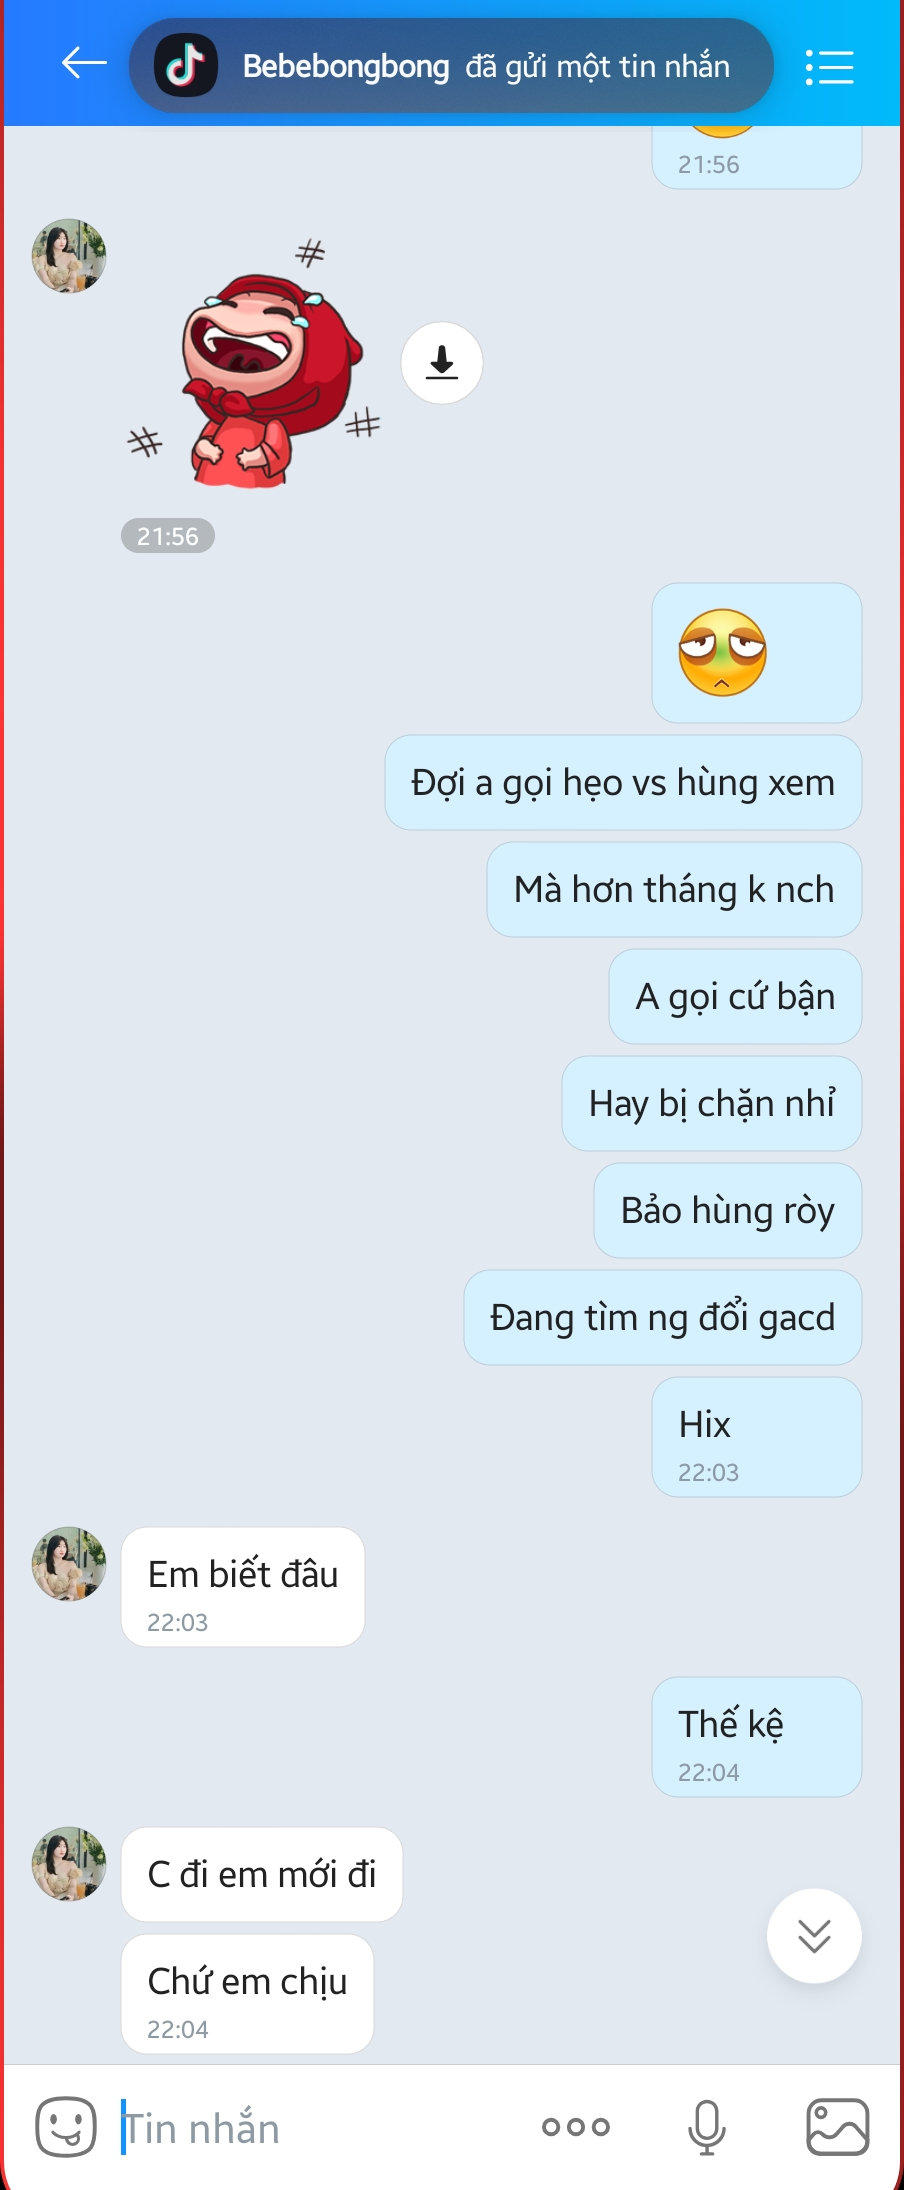 Bebebongbong đã gửi một tin nhắn
21:56
21:56
Đợi a gọi hẹo vs hùng xem
Mà hơn tháng k nch
A gọi cứ bận
Hay bị chặn nhỉ
Bảo hùng ròy
Đang tìm ng đổi gacd
Hix
22:03
Em biết đâu
22:03
Thế kệ
22:04
C đi em mới đi
Chứ em chịu
22:04
Tin nhắn